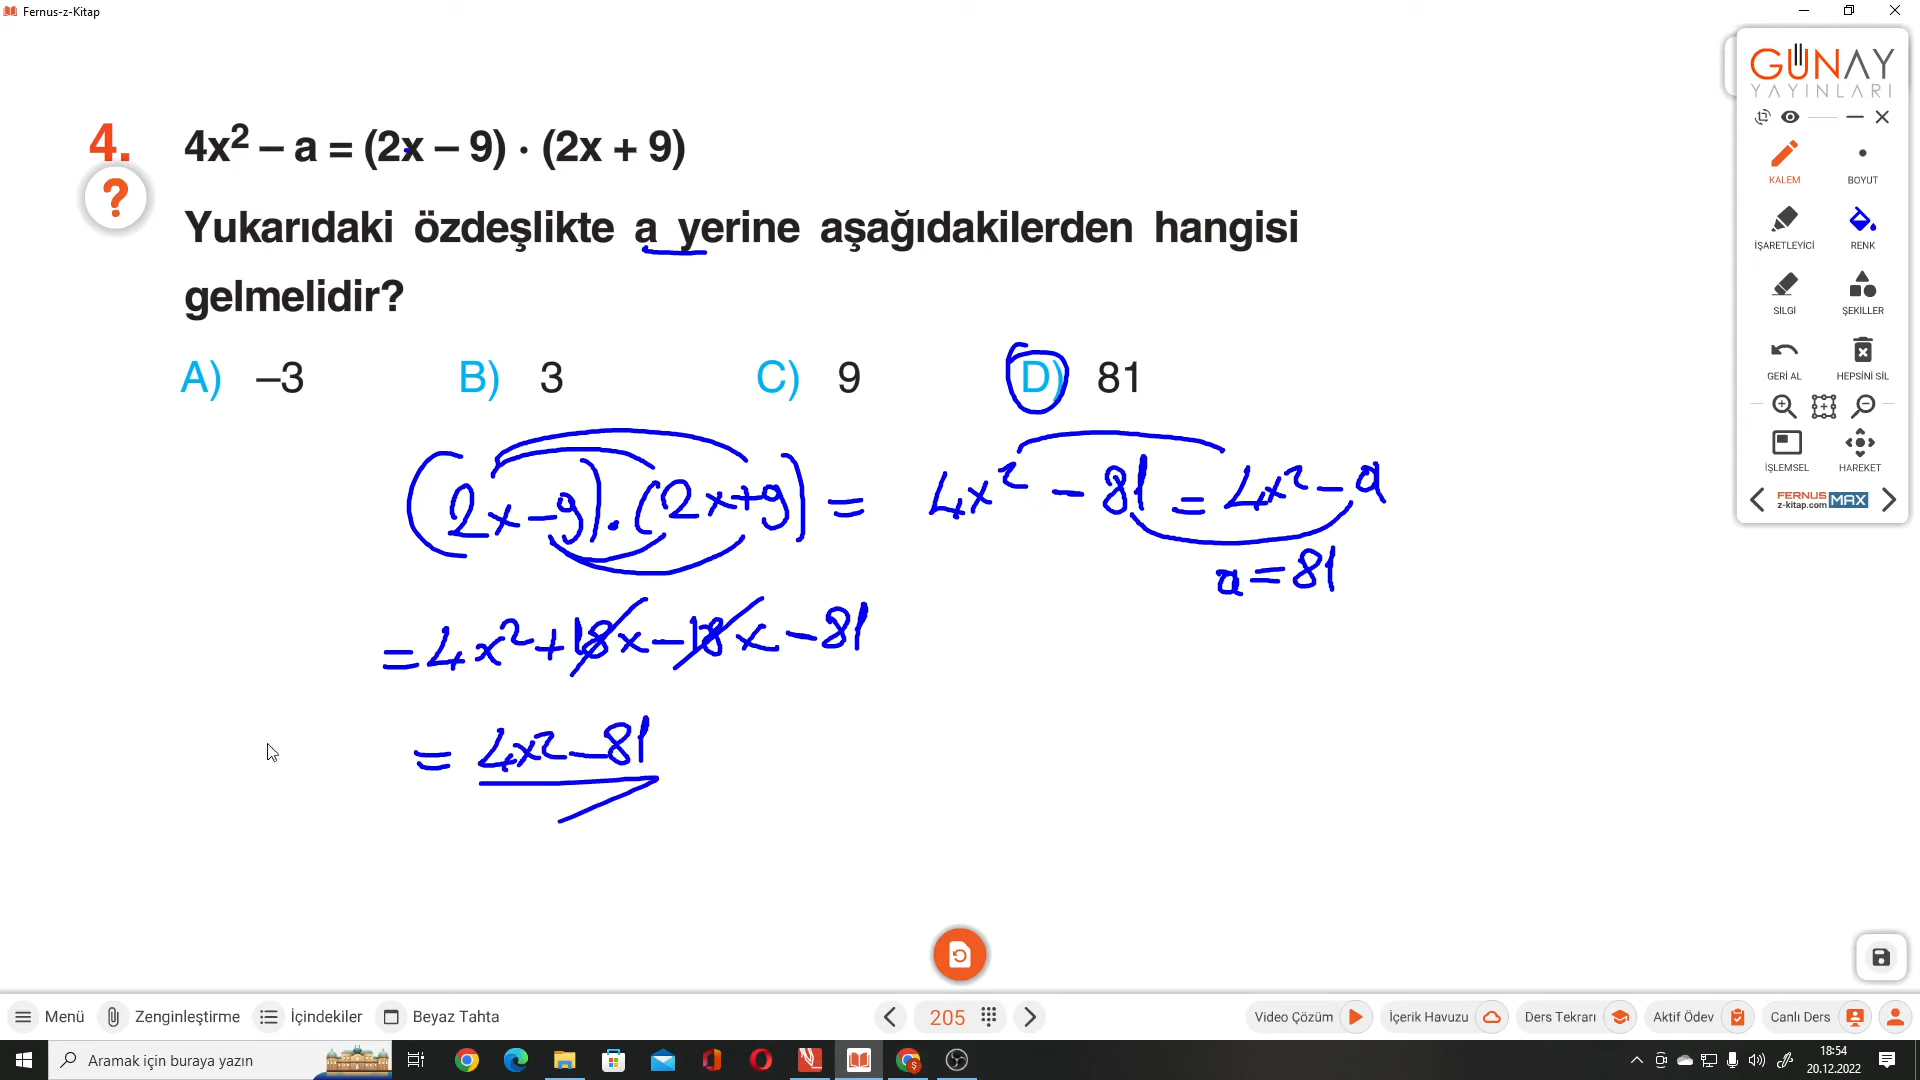 Fernus-z-Kitap
GÜNAY
YAYINLARI
4. 4x² – a = (2x – 9) · (2x + 9)
?
Yukarıdaki özdeşlikte a yerine aşağıdakilerden hangisi
gelmelidir?
A) –3 B) 3 C) 9 D) 81
(2x-9).(2x+9) = 4x² - 81 = 4x² - a
a = 81
= 4x² + 18x - 18x - 81
= 4x² - 81
KALEM BOYUT
İŞARETLEYİCİ RENK
SİLGİ ŞEKİLLER
GERİ AL HEPSİNİ SİL
İŞLEMSEL HAREKET
FERNUS MAX
z-kitap.com
Menü Zenginleştirme İçindekiler Beyaz Tahta 205 Video Çözüm İçerik Havuzu Ders Tekrarı Aktif Ödev Canlı Ders
Aramak için buraya yazın
18:54
20.12.2022